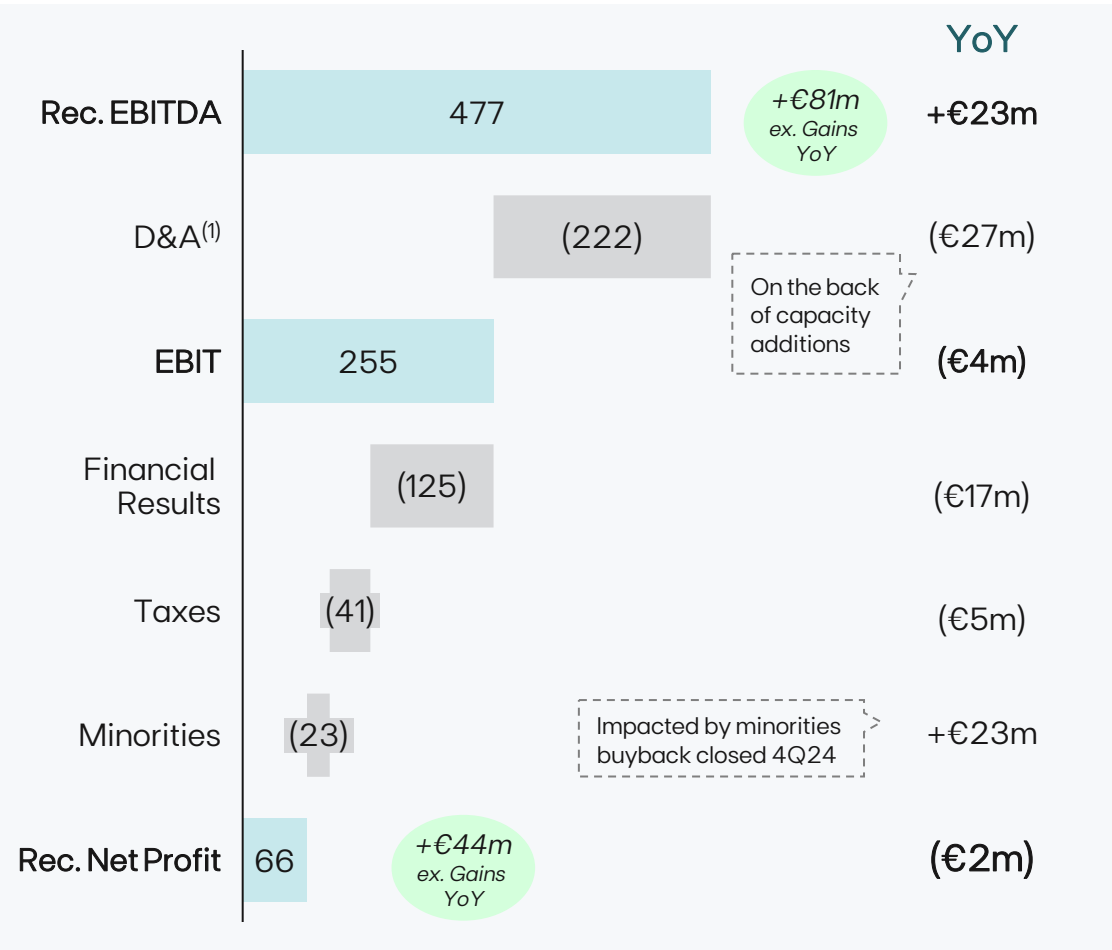 YoY
Rec. EBITDA 477 +€81m ex. Gains YoY +€23m
D&A(1) (222) (€27m)
On the back
of capacity
additions
EBIT 255 (€4m)
Financial
Results (125) (€17m)
Taxes (41) (€5m)
Minorities (23) +€23m
Impacted by minorities
buyback closed 4Q24
Rec. Net Profit 66 (€2m)
+€44m
ex. Gains
YoY